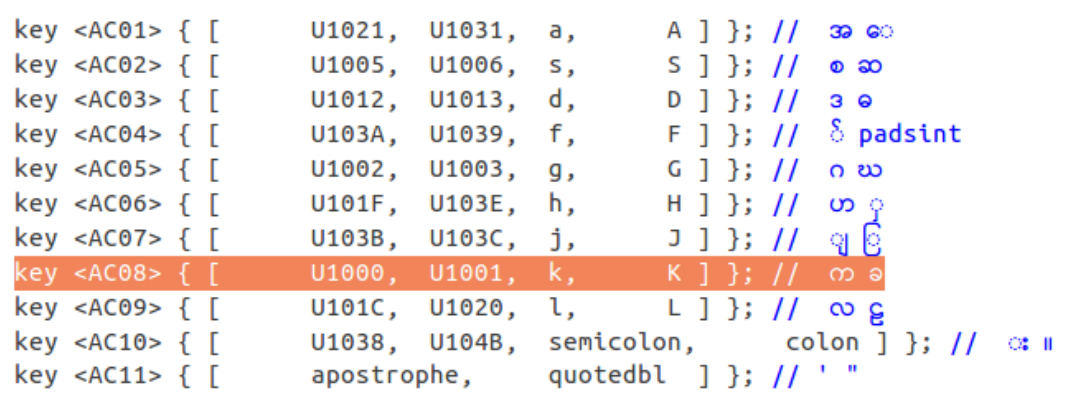 key <AC01> { [      U1021,  U1031,  a,      A ] }; //  အ ေ
key <AC02> { [      U1005,  U1006,  s,      S ] }; //  စ ဆ
key <AC03> { [      U1012,  U1013,  d,      D ] }; //  ဒ ဓ
key <AC04> { [      U103A,  U1039,  f,      F ] }; //  ် padsint
key <AC05> { [      U1002,  U1003,  g,      G ] }; //  ဂ ဃ
key <AC06> { [      U101F,  U103E,  h,      H ] }; //  ဟ ှ
key <AC07> { [      U103B,  U103C,  j,      J ] }; //  ျ ြ
key <AC08> { [      U1000,  U1001,  k,      K ] }; //  က ခ
key <AC09> { [      U101C,  U1020,  l,      L ] }; //  လ ဠ
key <AC10> { [      U1038,  U104B,  semicolon,      colon ] }; //  း ။
key <AC11> { [      apostrophe,     quotedbl  ] }; // ' "